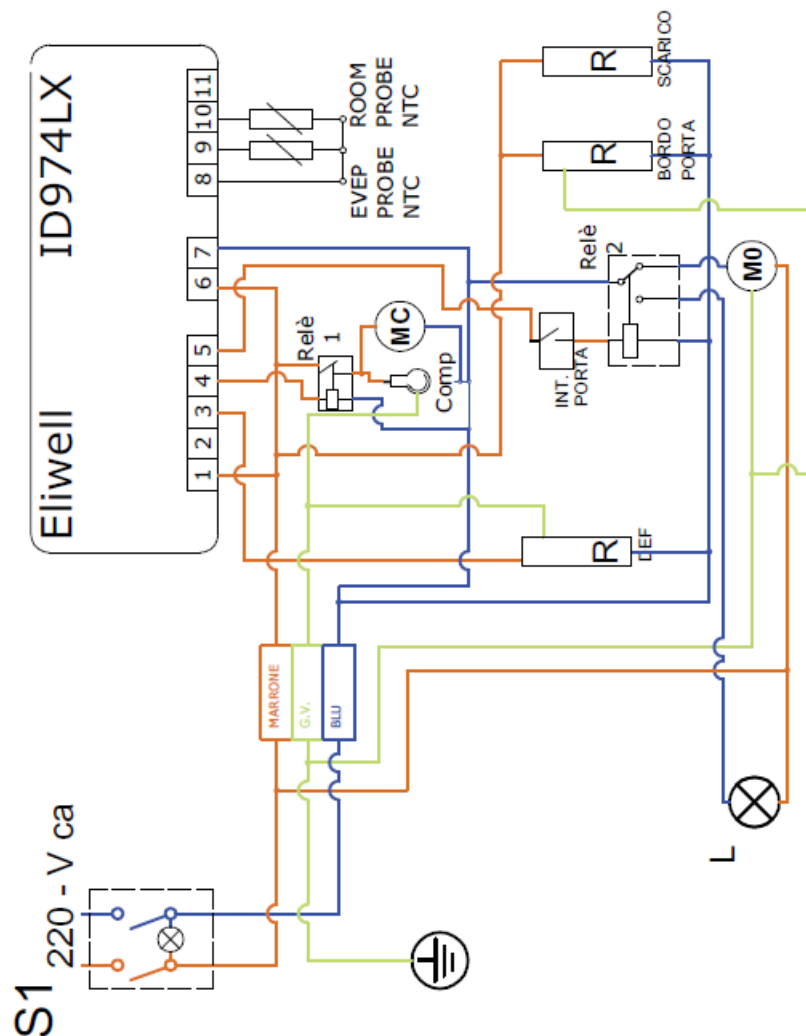 Eliwell
ID974LX
1 2 3 4 5 6 7 8 9 10 11
EVEP
PROBE
NTC
ROOM
PROBE
NTC
Relè
1
MC
Comp
INT.
PORTA
Relè
2
M0
R
BORDO
PORTA
R
SCARICO
R
DEF
MARRONE
G.V.
BLU
S1
220 - V ca
L